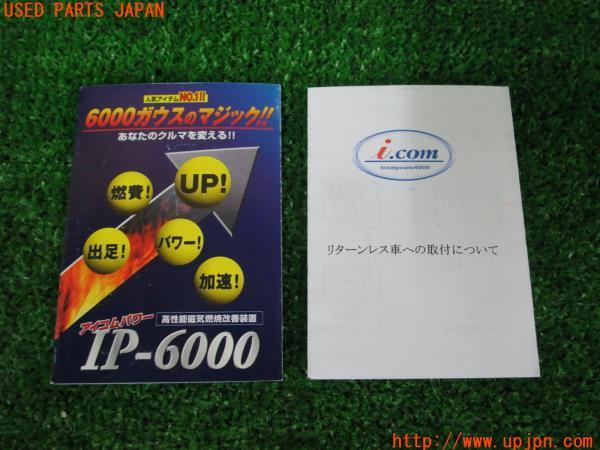 USED PARTS JAPAN
人気アイテムNO.1!!
6000ガウスのマジック!!
あなたのクルマを変える!!
UP!
燃費!
出足!
パワー!
加速!
アイコムパワー
高性能磁気燃焼改善装置
IP-6000
i.com
icompower6000
リターンレス車への取付について
http://www.upjpn.com